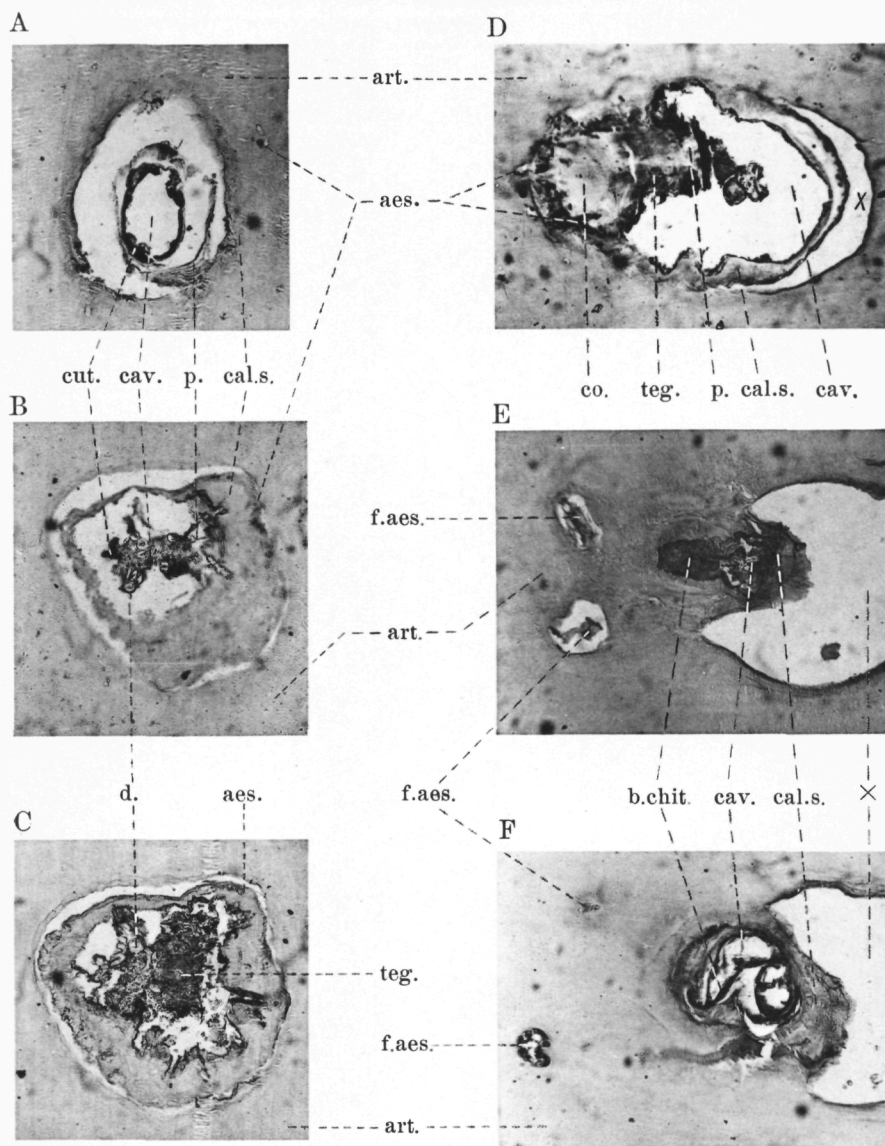 A D
art.
aes.
cut. cav. p. cal.s. co. teg. p. cal.s. cav.
B E
X
f.aes.
art.
d. aes. f.aes. b.chit. cav. cal.s. X
C F
teg.
f.aes.
art.